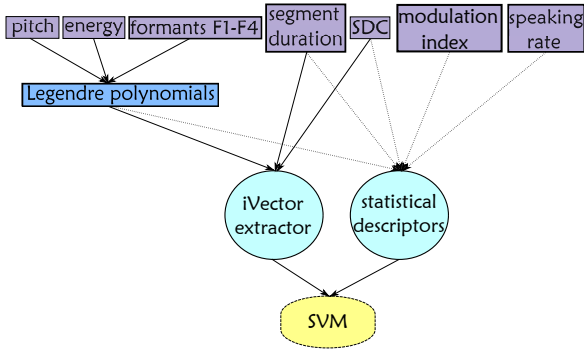 pitch
energy
formants F1-F4
segment
duration
SDC
modulation
index
speaking
rate
Legendre polynomials
iVector
extractor
statistical
descriptors
SVM